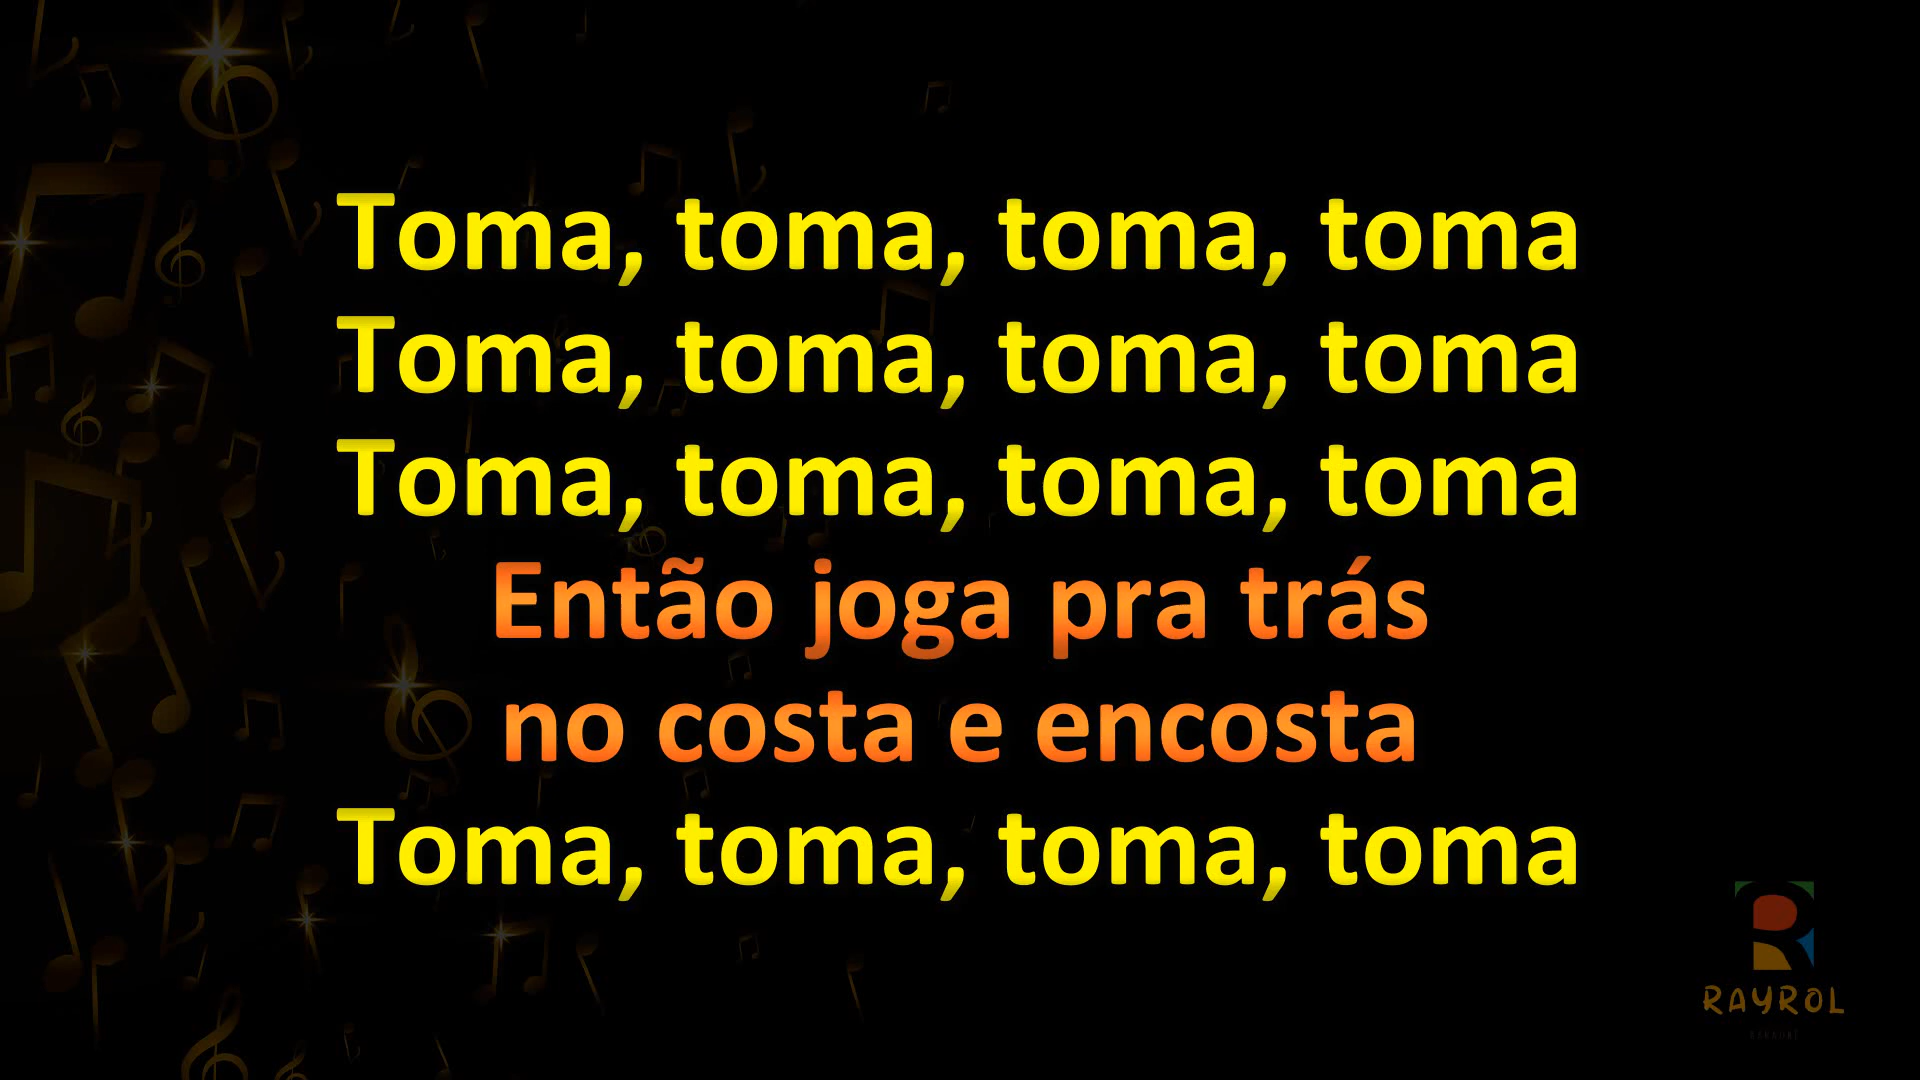 Toma, toma, toma, toma
Toma, toma, toma, toma
Toma, toma, toma, toma
Então joga pra trás
no costa e encosta
Toma, toma, toma, toma
RAYROL
KARAOKÊ